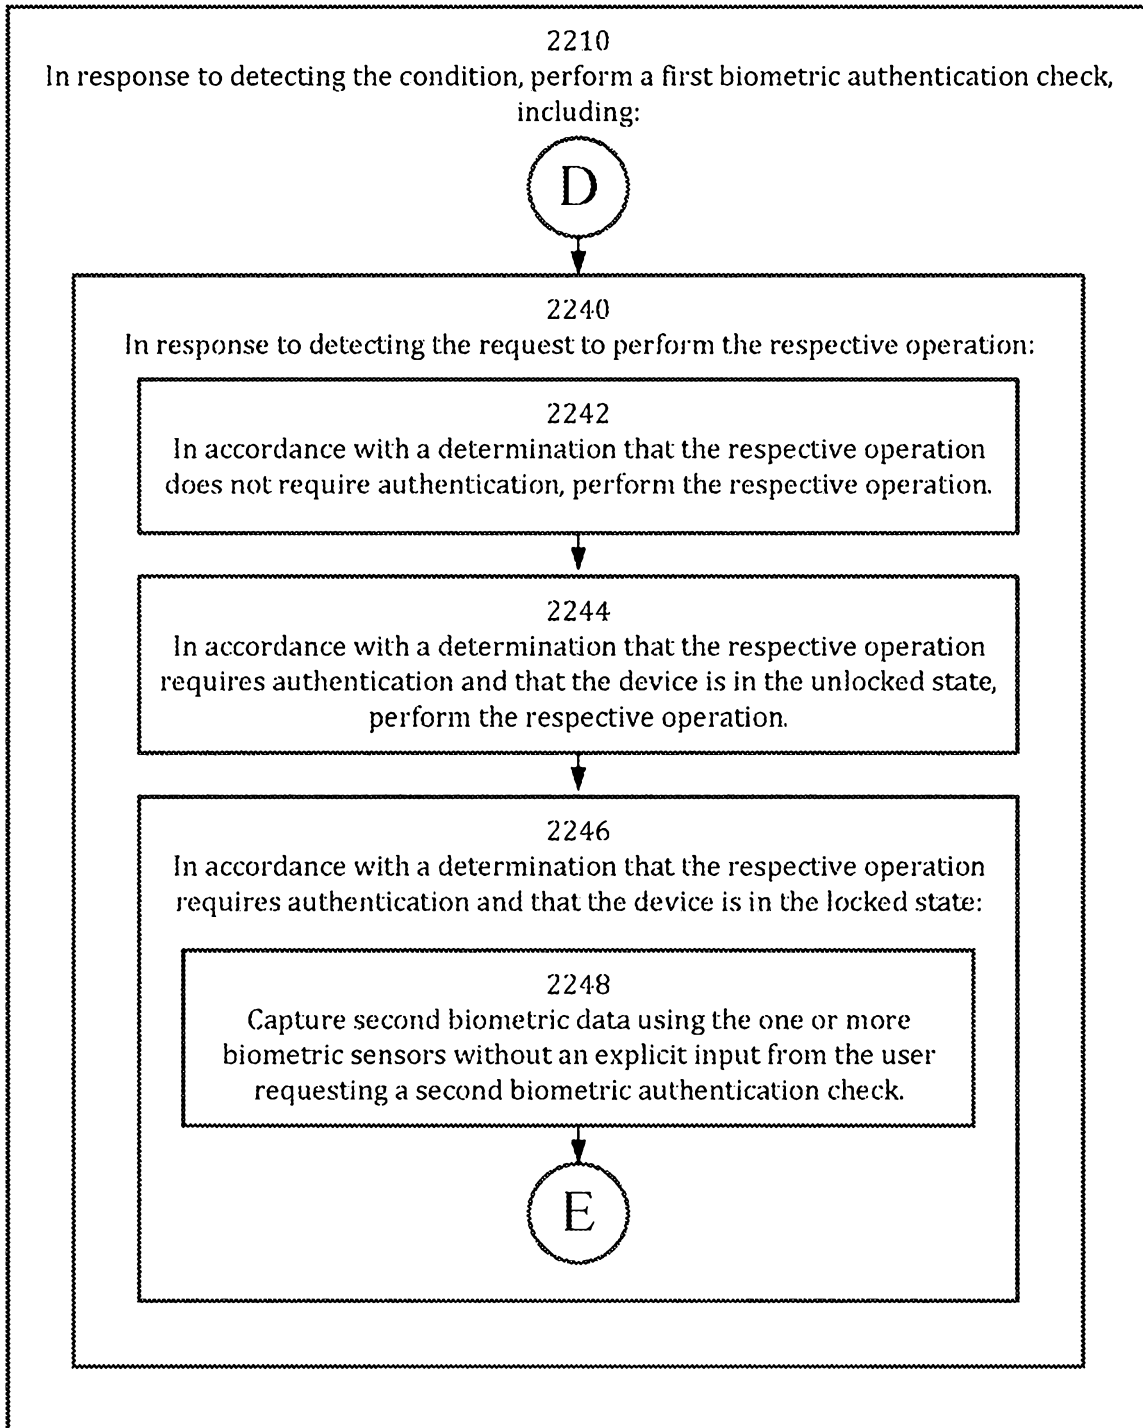 2210
In response to detecting the condition, perform a first biometric authentication check,
including:
D
2240
In response to detecting the request to perform the respective operation:
2242
In accordance with a determination that the respective operation
does not require authentication, perform the respective operation.
2244
In accordance with a determination that the respective operation
requires authentication and that the device is in the unlocked state,
perform the respective operation.
2246
In accordance with a determination that the respective operation
requires authentication and that the device is in the locked state:
2248
Capture second biometric data using the one or more
biometric sensors without an explicit input from the user
requesting a second biometric authentication check.
E